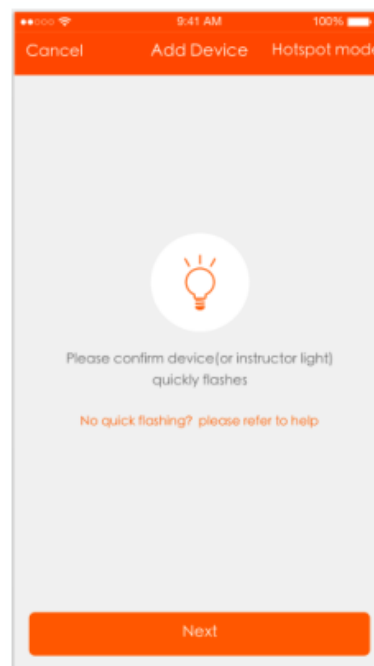 9:41 AM
100%
Cancel
Add Device
Hotspot mode
Please confirm device(or instructor light)
quickly flashes
No quick flashing? please refer to help
Next